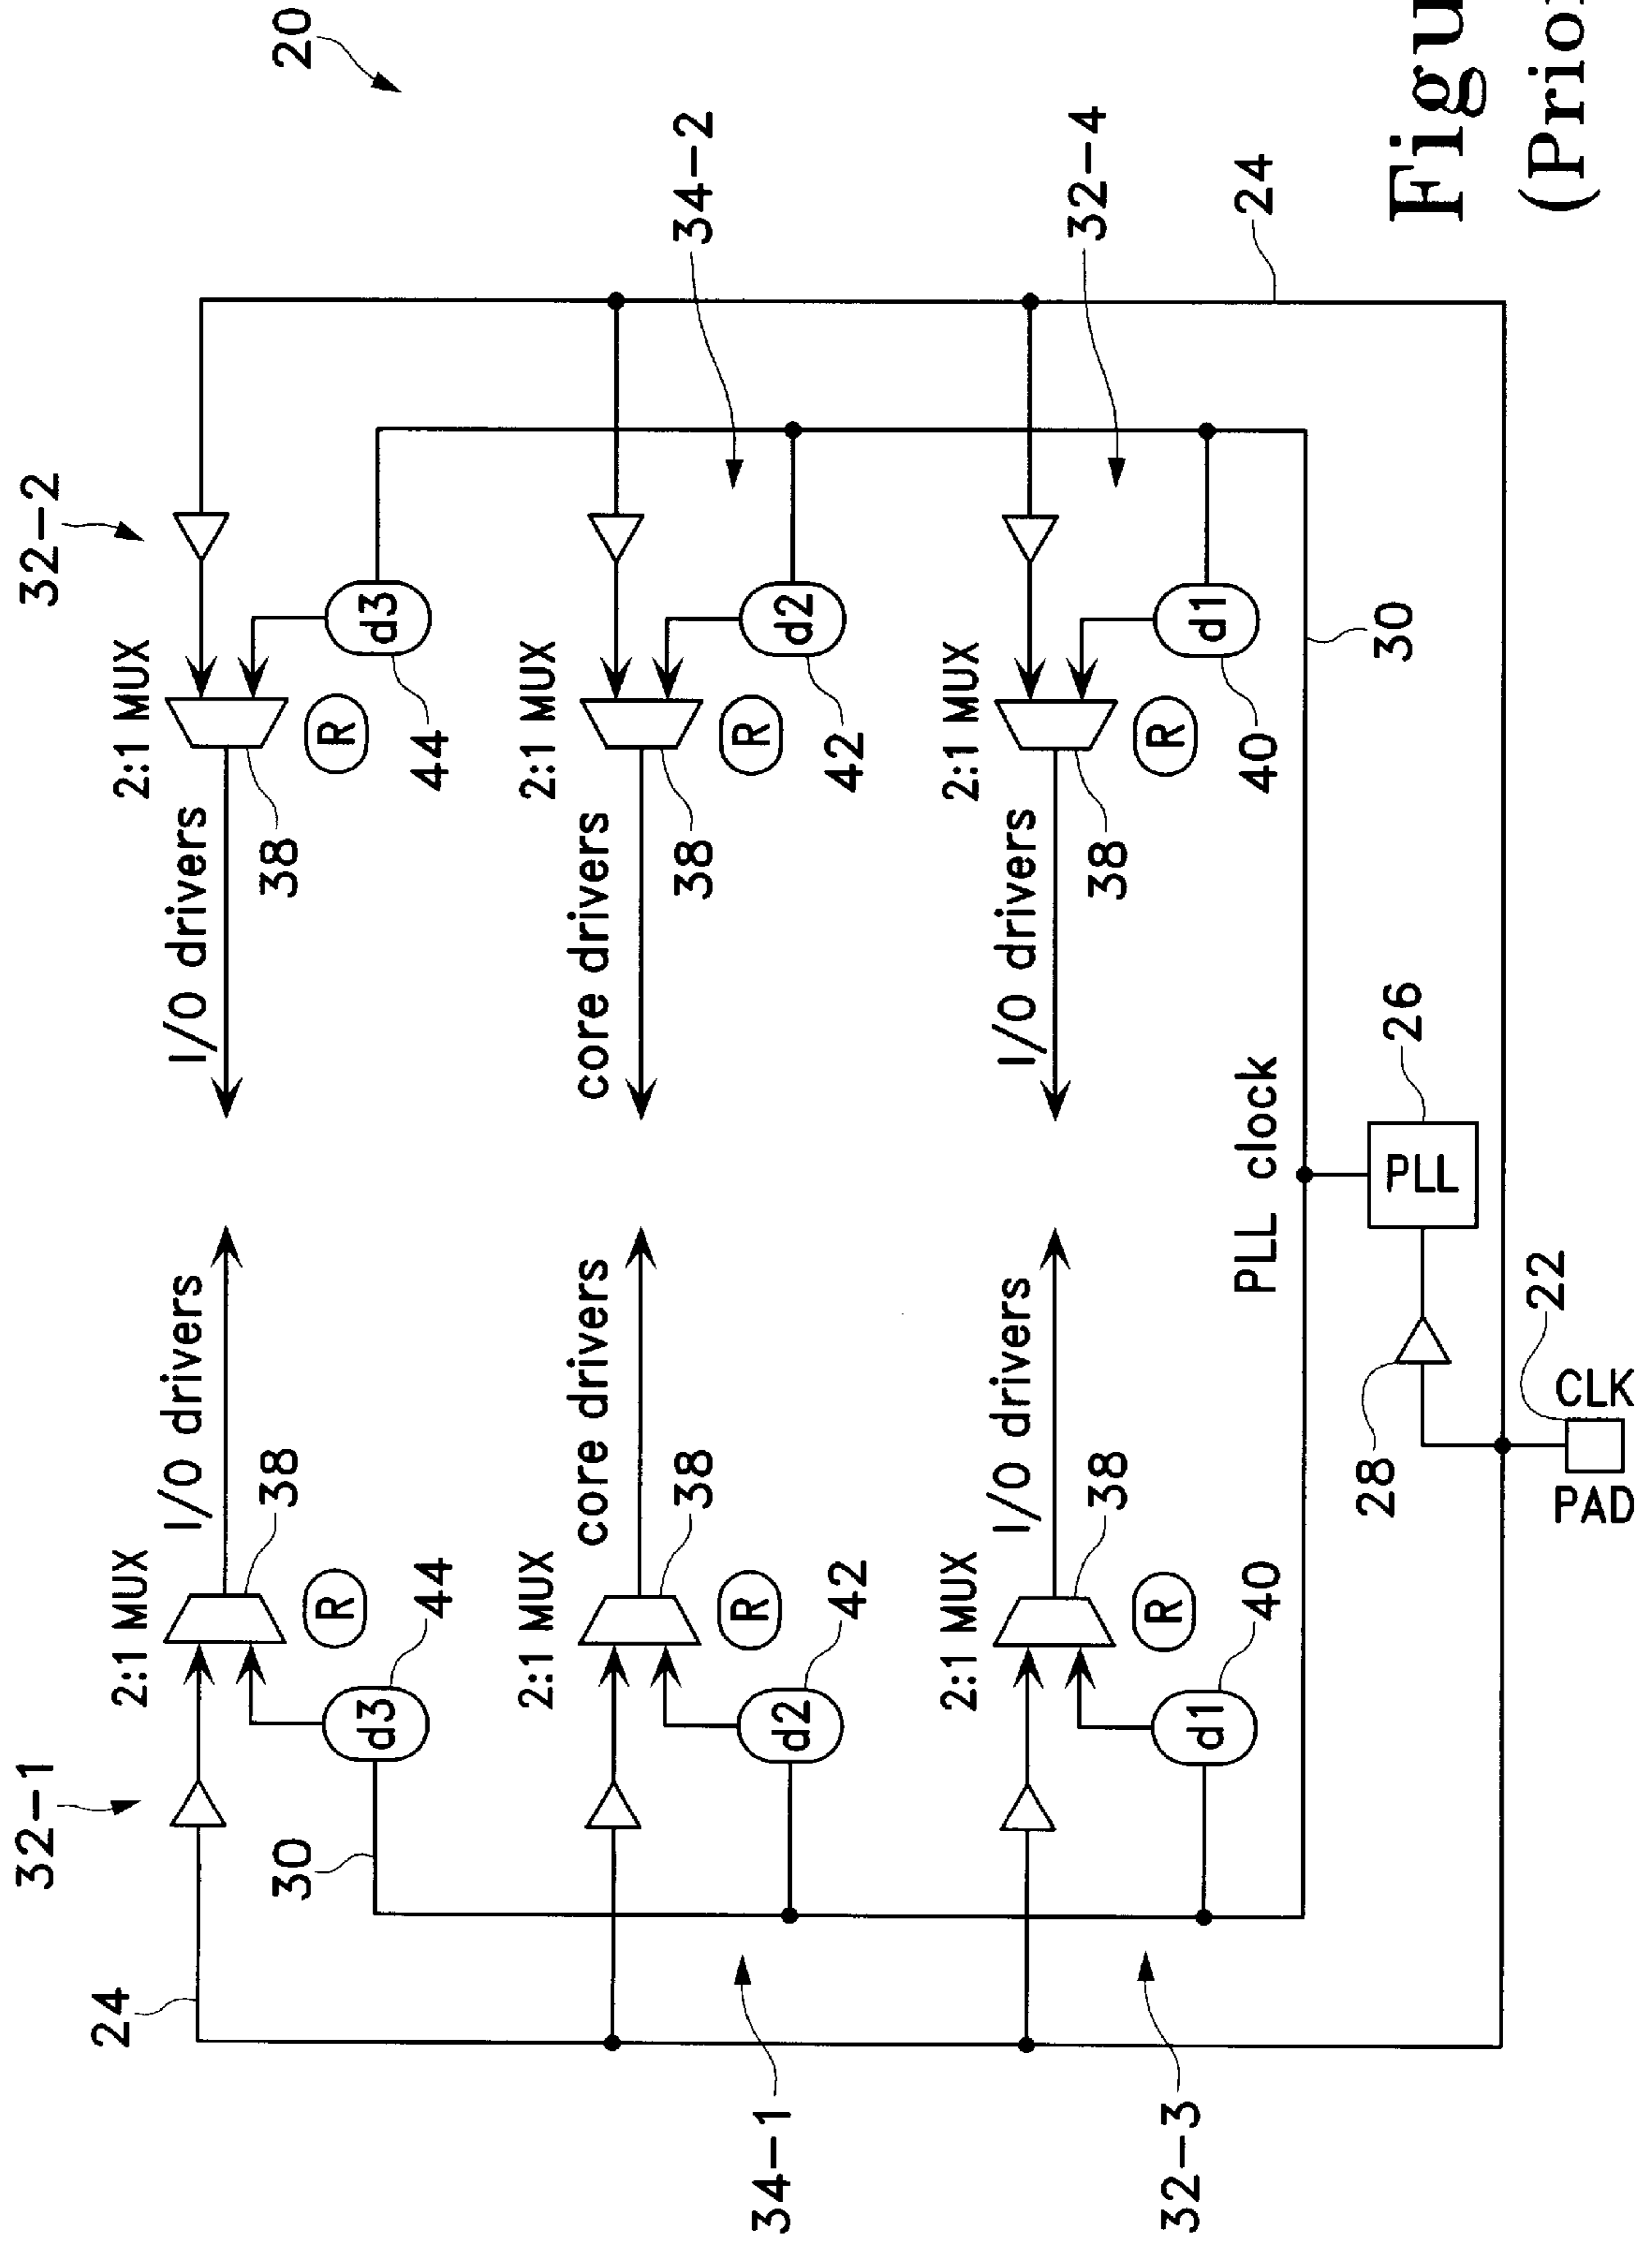 32-1
32-2
24
2:1 MUX
2:1 MUX
I/O drivers
I/O drivers
30
38
38
20
R
R
d3
d3
44
44
2:1 MUX
2:1 MUX
core drivers
core drivers
38
38
34-2
R
R
34-1
d2
d2
42
42
2:1 MUX
2:1 MUX
I/O drivers
I/O drivers
38
38
32-4
R
R
32-3
d1
d1
40
40
PLL clock
24
30
28
PLL
26
22
PAD
CLK
Figu
(Prio